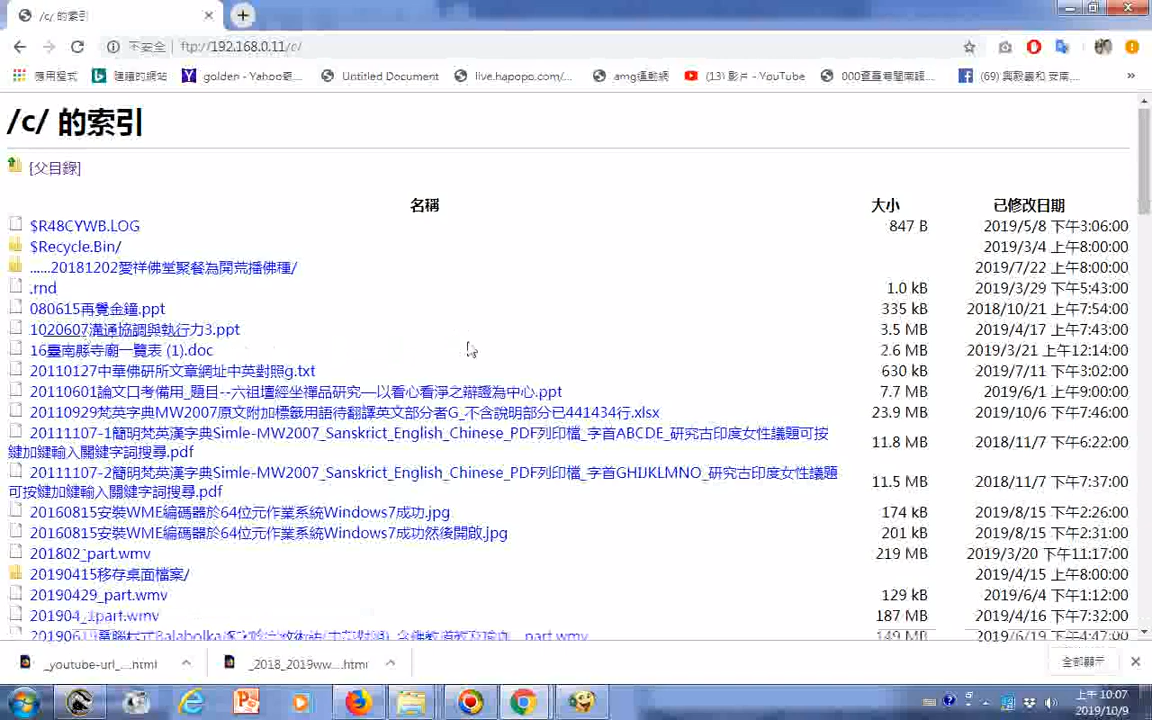 /c/ 的索引
不安全 ftp://192.168.0.11/c/
應用程式 建議的網站 golden - Yahoo奇... Untitled Document live.hapopo.com/... amg運動網 (13) 影片 - YouTube
/c/ 的索引
[父目錄]
名稱 大小 已修改日期
$R48CYWB.LOG 847 B 2019/5/8 下午3:06:00
$Recycle.Bin/ 2019/3/4 上午8:00:00
......20181202愛祥佛堂聚餐為開荒播佛種/ 2019/7/22 上午8:00:00
.rnd 1.0 kB 2019/3/29 下午5:43:00
080615再覺金鐘.ppt 335 kB 2018/10/21 上午7:54:00
1020607溝通協調與執行力3.ppt 3.5 MB 2019/4/17 上午7:43:00
16臺南縣寺廟一覽表 (1).doc 2.6 MB 2019/3/21 上午12:14:00
20110127中華佛研所文章網址中英對照g.txt 630 kB 2019/7/11 上午3:02:00
20110601論文口考備用_題目--六祖壇經坐禪品研究—以看心看淨之辯證為中心.ppt 7.7 MB 2019/6/1 上午9:00:00
20110929梵英字典MW2007原文附加標籤用語待翻譯英文部分者G_不含說明部分已441434行.xlsx 23.9 MB 2019/10/6 下午7:46:00
20111107-1簡明梵英漢字典Simle-MW2007_Sanskrict_English_Chinese_PDF列印檔_字首ABCDE_研究古印度女性議題可按
鍵加鍵輸入關鍵字詞搜尋.pdf 11.8 MB 2018/11/7 下午6:22:00
20111107-2簡明梵英漢字典Simle-MW2007_Sanskrict_English_Chinese_PDF列印檔_字首GHIJKLMNO_研究古印度女性議題
可按鍵加鍵輸入關鍵字詞搜尋.pdf 11.5 MB 2018/11/7 下午7:37:00
20160815安裝WME編碼器於64位元作業系統Windows7成功.jpg 174 kB 2019/8/15 下午2:26:00
20160815安裝WME編碼器於64位元作業系統Windows7成功然後開啟.jpg 201 kB 2019/8/15 下午2:31:00
201802_part.wmv 219 MB 2019/3/20 下午11:17:00
20190415移存桌面檔案/ 2019/4/15 上午8:00:00
20190429_part.wmv 129 kB 2019/6/4 下午1:12:00
201904_1part.wmv 187 MB 2019/4/16 下午7:32:00
149 MB 2019/6/19 下午4:47:00
_youtube-url_....html _2018_2019ww....html 全部顯示
上午 10:07
2019/10/9